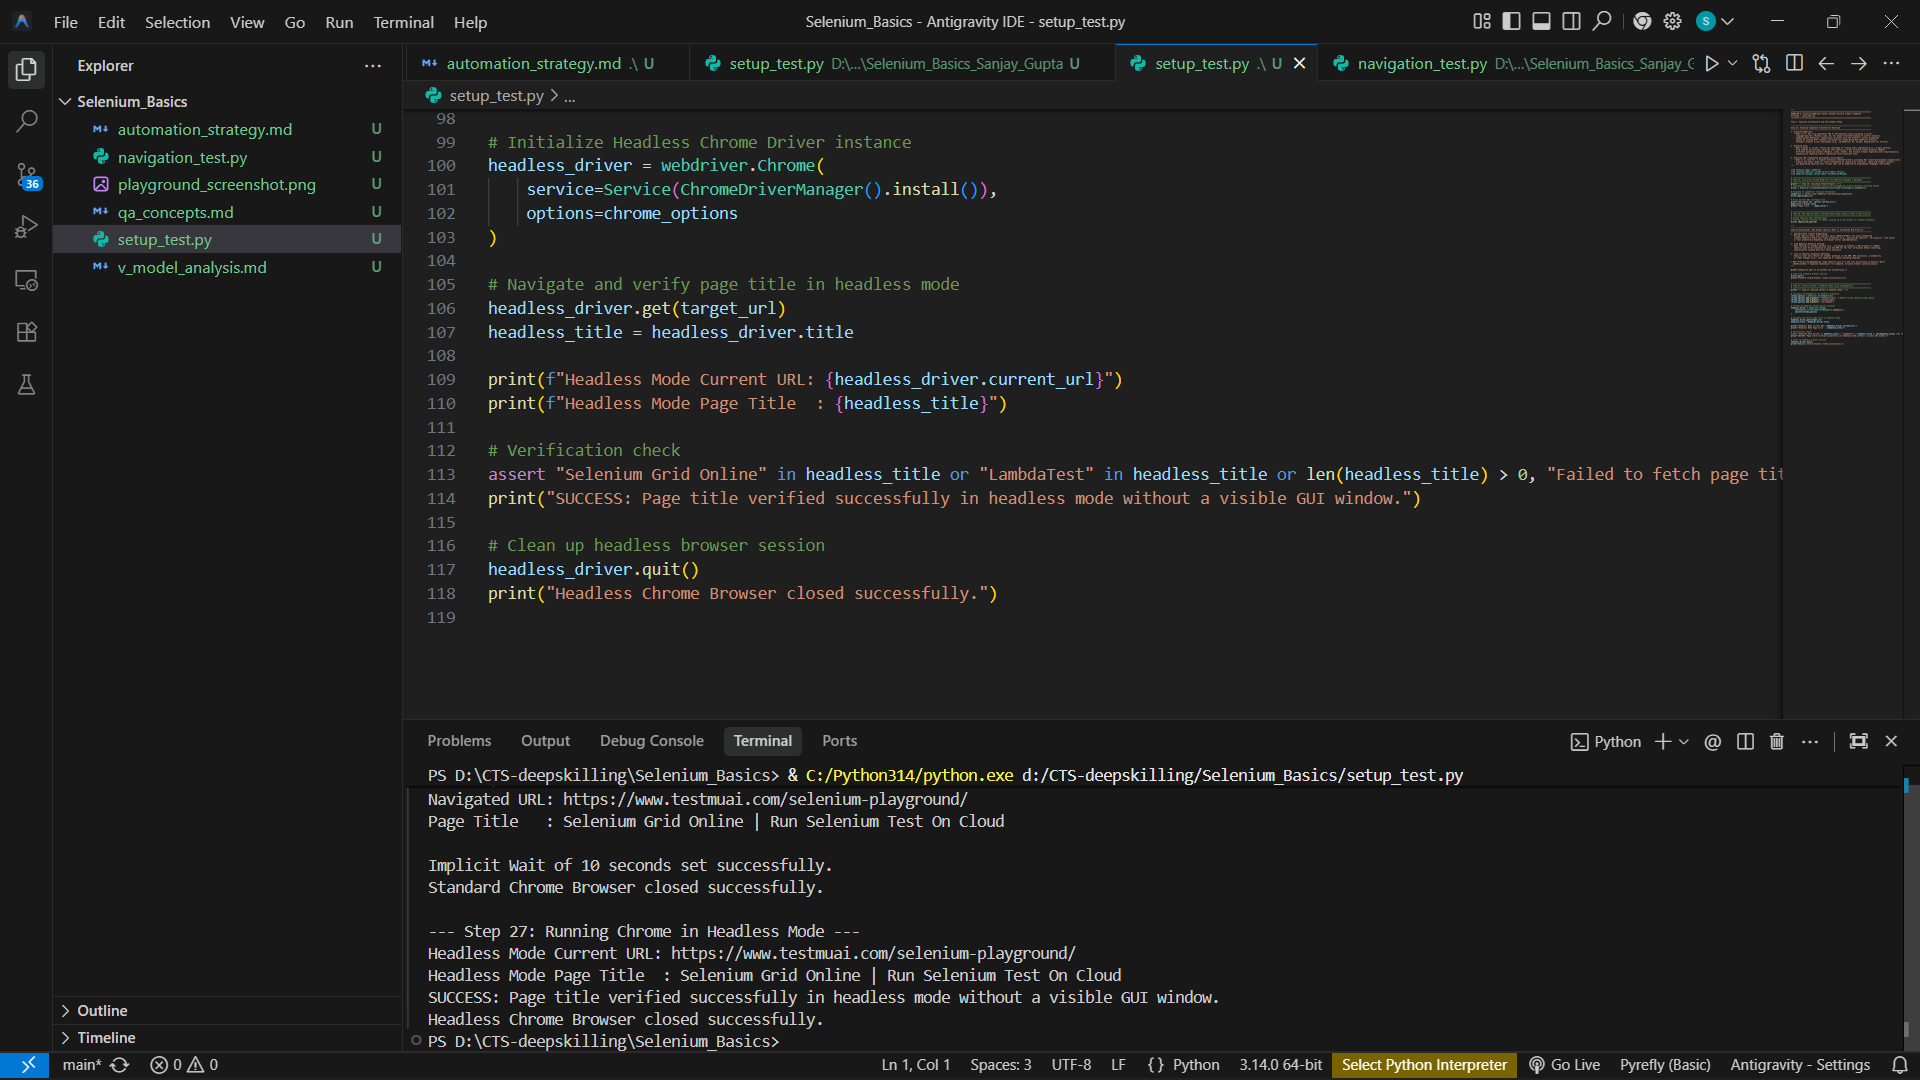 File Edit Selection View Go Run Terminal Help
Selenium_Basics - Antigravity IDE - setup_test.py
S
Explorer
Selenium_Basics
automation_strategy.md U
navigation_test.py U
playground_screenshot.png U
qa_concepts.md U
setup_test.py U
v_model_analysis.md U
36
Outline
Timeline
automation_strategy.md .\ U
setup_test.py D:\...\Selenium_Basics_Sanjay_Gupta U
setup_test.py .\ U
navigation_test.py D:\...\Selenium_Basics_Sanjay_G
setup_test.py > ...
98
99 # Initialize Headless Chrome Driver instance
100 headless_driver = webdriver.Chrome(
101     service=Service(ChromeDriverManager().install()),
102     options=chrome_options
103 )
104
105 # Navigate and verify page title in headless mode
106 headless_driver.get(target_url)
107 headless_title = headless_driver.title
108
109 print(f"Headless Mode Current URL: {headless_driver.current_url}")
110 print(f"Headless Mode Page Title  : {headless_title}")
111
112 # Verification check
113 assert "Selenium Grid Online" in headless_title or "LambdaTest" in headless_title or len(headless_title) > 0, "Failed to fetch page tit
114 print("SUCCESS: Page title verified successfully in headless mode without a visible GUI window.")
115
116 # Clean up headless browser session
117 headless_driver.quit()
118 print("Headless Chrome Browser closed successfully.")
119
Problems Output Debug Console Terminal Ports
Python
PS D:\CTS-deepskilling\Selenium_Basics> & C:/Python314/python.exe d:/CTS-deepskilling/Selenium_Basics/setup_test.py
Navigated URL: https://www.testmuai.com/selenium-playground/
Page Title   : Selenium Grid Online | Run Selenium Test On Cloud
Implicit Wait of 10 seconds set successfully.
Standard Chrome Browser closed successfully.
--- Step 27: Running Chrome in Headless Mode ---
Headless Mode Current URL: https://www.testmuai.com/selenium-playground/
Headless Mode Page Title  : Selenium Grid Online | Run Selenium Test On Cloud
SUCCESS: Page title verified successfully in headless mode without a visible GUI window.
Headless Chrome Browser closed successfully.
PS D:\CTS-deepskilling\Selenium_Basics>
main* 0 0
Ln 1, Col 1 Spaces: 3 UTF-8 LF {} Python 3.14.0 64-bit Select Python Interpreter Go Live Pyrefly (Basic) Antigravity - Settings